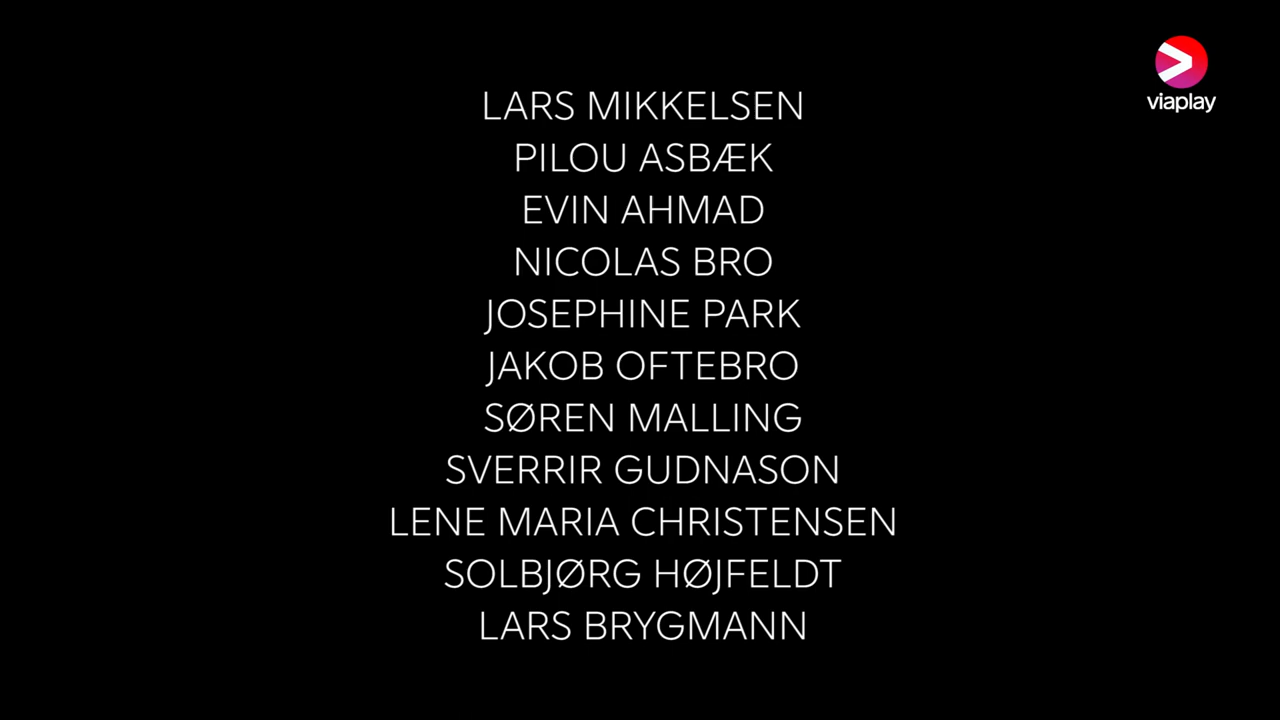 LARS MIKKELSEN
PILOU ASBÆK
EVIN AHMAD
NICOLAS BRO
JOSEPHINE PARK
JAKOB OFTEBRO
SØREN MALLING
SVERRIR GUDNASON
LENE MARIA CHRISTENSEN
SOLBJØRG HØJFELDT
LARS BRYGMANN
viaplay